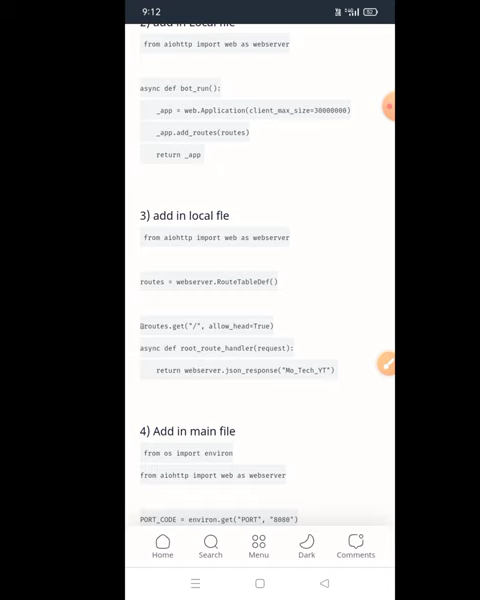 9:12
2) add in Local file
from aiohttp import web as webserver
async def bot_run():
    _app = web.Application(client_max_size=30000000)
    _app.add_routes(routes)
    return _app
3) add in local fle
from aiohttp import web as webserver
routes = webserver.RouteTableDef()
@routes.get("/", allow_head=True)
async def root_route_handler(request):
    return webserver.json_response("Mo_Tech_YT")
4) Add in main file
from os import environ
from aiohttp import web as webserver
PORT_CODE = environ.get("PORT", "8080")
Home Search Menu Dark Comments